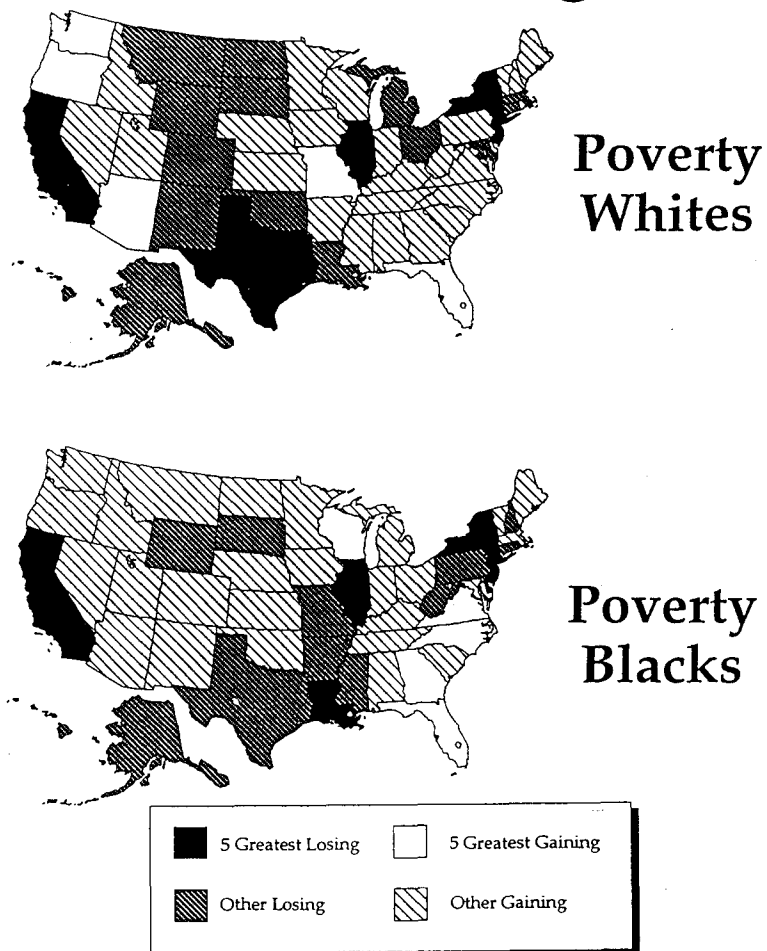 Poverty
Whites
Poverty
Blacks
5 Greatest Losing
5 Greatest Gaining
Other Losing
Other Gaining